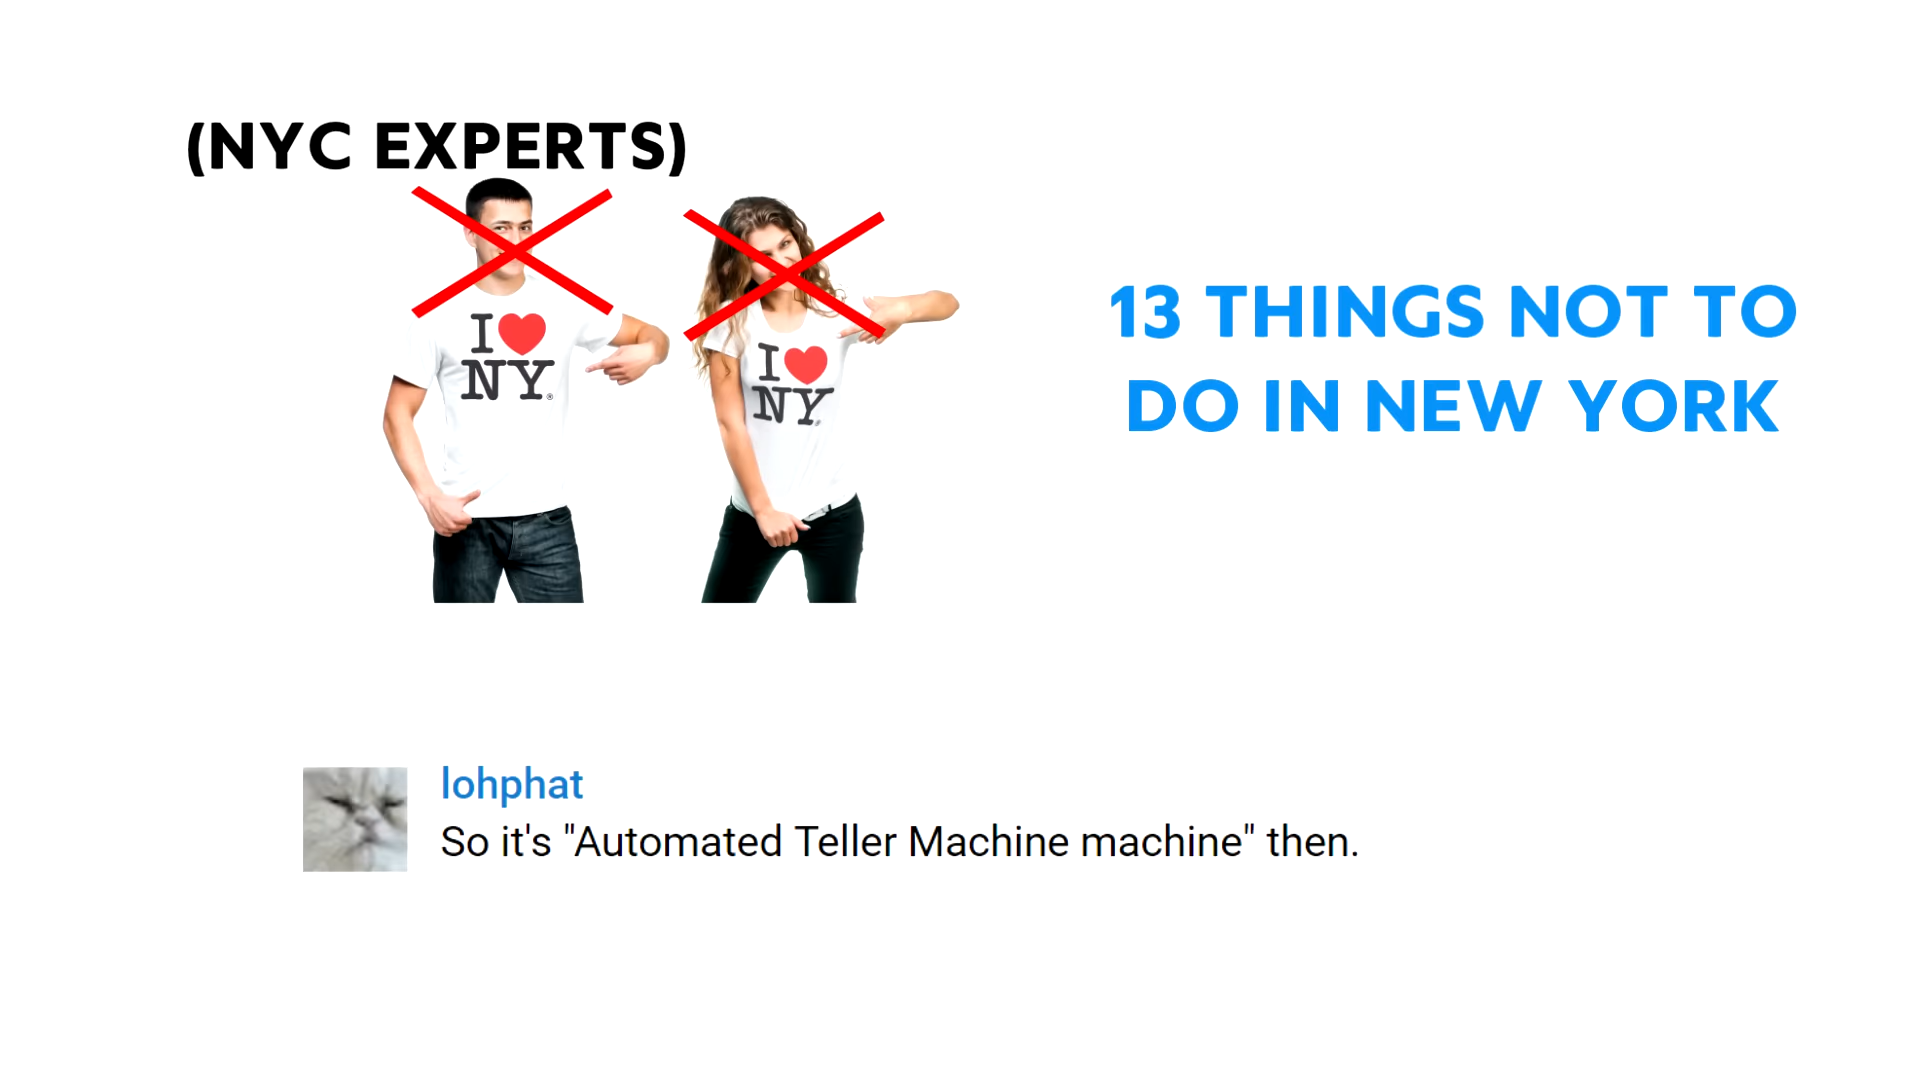 (NYC EXPERTS)
I ❤
NY®
I ❤
NY®
13 THINGS NOT TO
DO IN NEW YORK
lohphat
So it's "Automated Teller Machine machine" then.